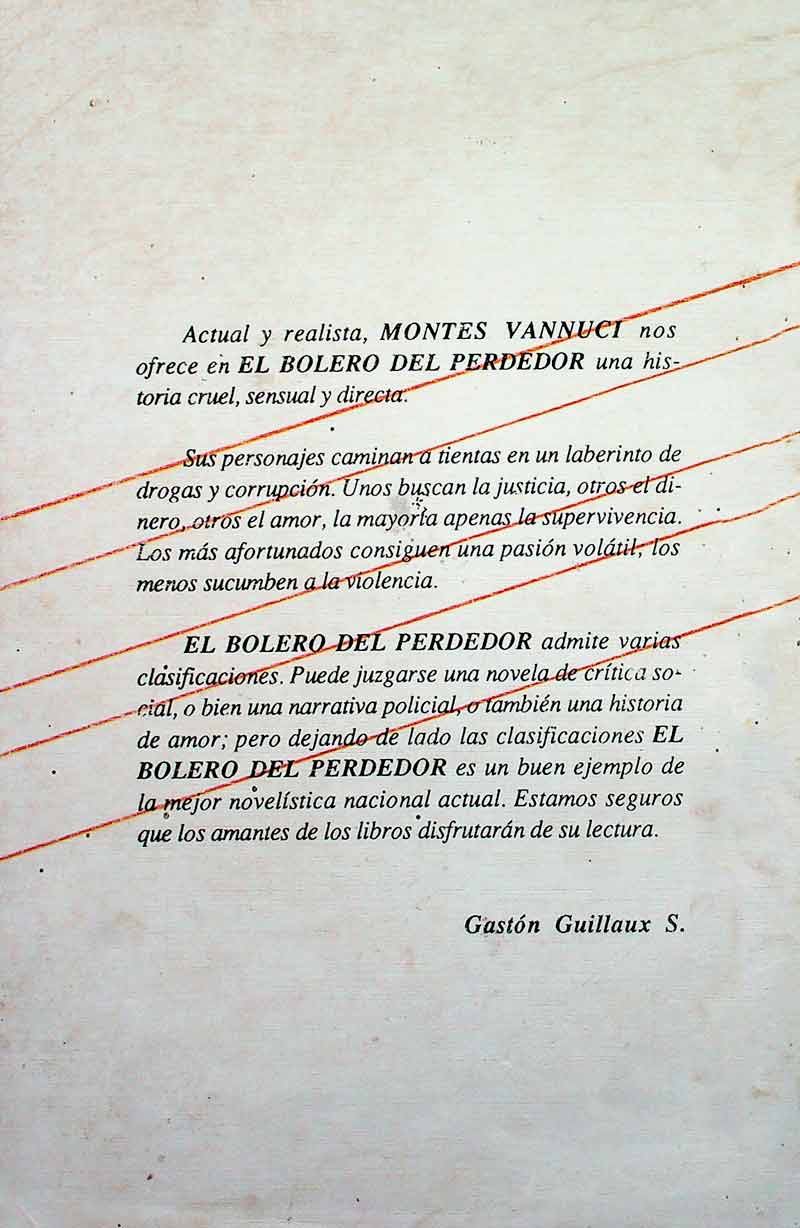 Actual y realista, MONTES VANNUCI nos
ofrece en EL BOLERO DEL PERDEDOR una his-
toria cruel, sensual y directa.
Sus personajes caminan a tientas en un laberinto de
drogas y corrupción. Unos buscan la justicia, otros el di-
nero, otros el amor, la mayoría apenas la supervivencia.
Los más afortunados consiguen una pasión volátil; los
menos sucumben a la violencia.
EL BOLERO DEL PERDEDOR admite varias
clasificaciones. Puede juzgarse una novela de crítica so-
cial, o bien una narrativa policial, o también una historia
de amor; pero dejando de lado las clasificaciones EL
BOLERO DEL PERDEDOR es un buen ejemplo de
la mejor novelística nacional actual. Estamos seguros
que los amantes de los libros disfrutarán de su lectura.
Gastón Guillaux S.